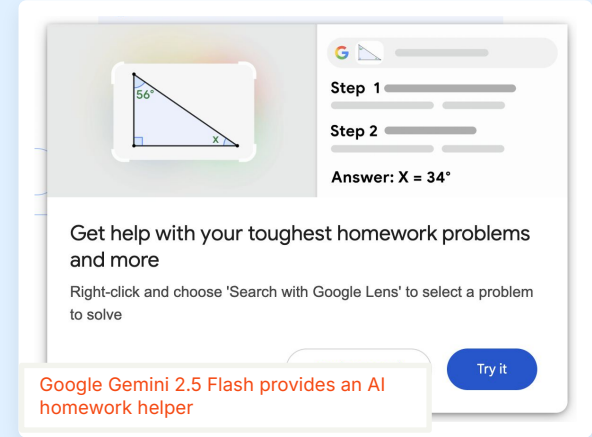 56°
x
G
Step 1
Step 2
Answer: X = 34°
Get help with your toughest homework problems
and more
Right-click and choose 'Search with Google Lens' to select a problem
to solve
Try it
Google Gemini 2.5 Flash provides an AI
homework helper